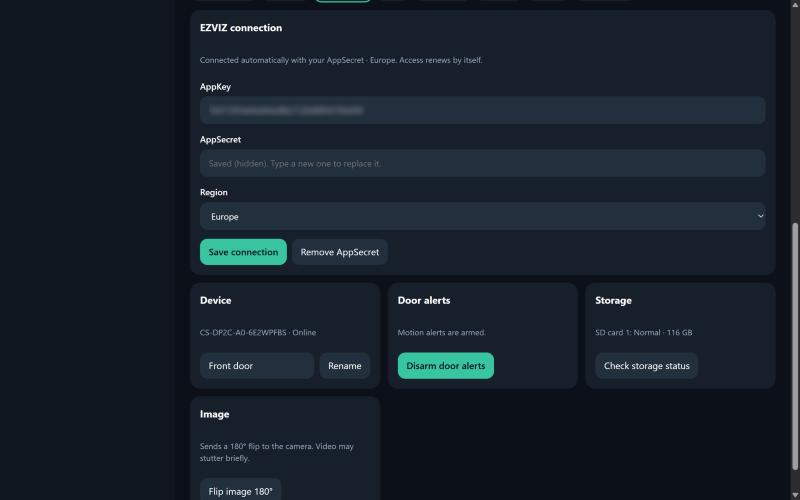 EZVIZ connection
Connected automatically with your AppSecret · Europe. Access renews by itself.
AppKey
AppSecret
Saved (hidden). Type a new one to replace it.
Region
Europe
Save connection
Remove AppSecret
Device
CS-DP2C-A0-6E2WPFBS · Online
Front door
Rename
Door alerts
Motion alerts are armed.
Disarm door alerts
Storage
SD card 1: Normal · 116 GB
Check storage status
Image
Sends a 180° flip to the camera. Video may
stutter briefly.
Flip image 180°